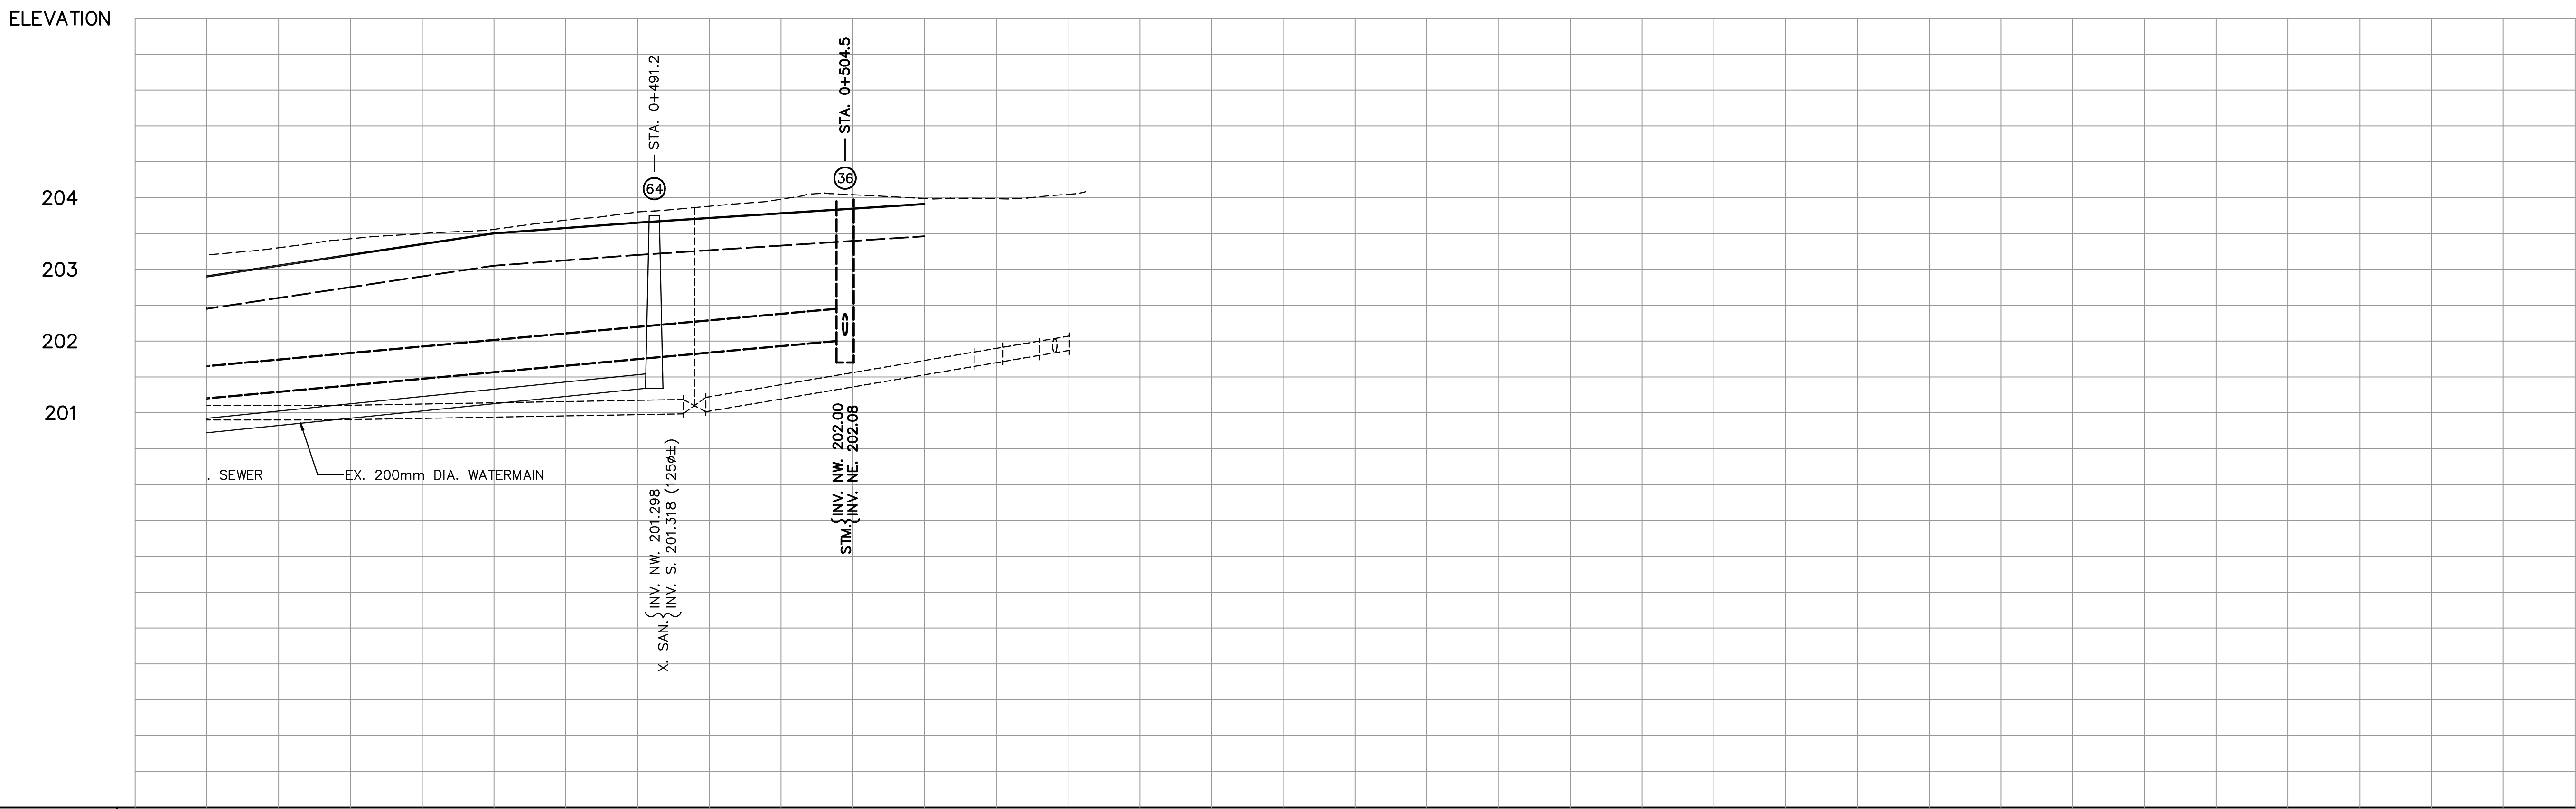 ELEVATION
STA. 0+491.2
STA. 0+504.5
64
36
204
203
202
201
. SEWER
EX. 200mm DIA. WATERMAIN
X. SAN.
INV. NW. 201.298
INV. S. 201.318 (125ø±)
STM.
INV. NW. 202.00
INV. NE. 202.08